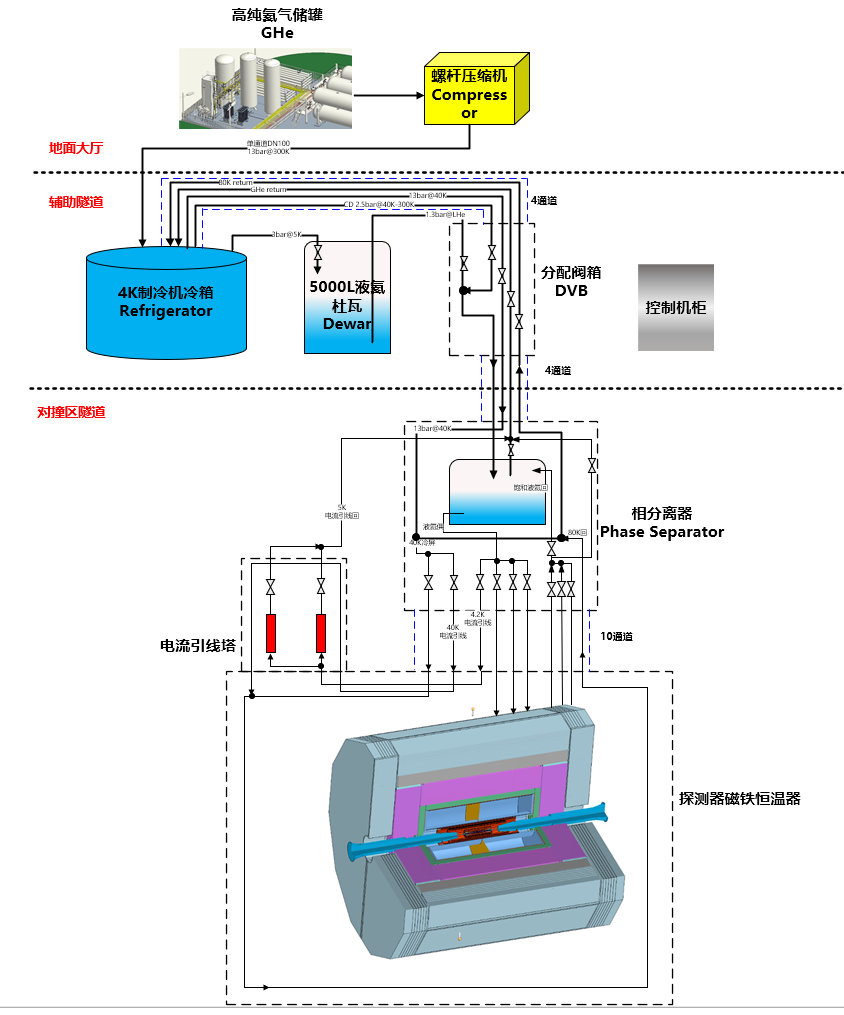 高纯氦气储罐
GHe
螺杆压缩机
Compress
or
地面大厅
单通道DN100
13bar@300K
辅助隧道
80K return
GHe return
13bar@40K
CD 2.5bar@40K-300K
1.3bar@LHe
4通道
3bar@5K
4K制冷机冷箱
Refrigerator
5000L液氦
杜瓦
Dewar
分配阀箱
DVB
控制机柜
4通道
对撞区隧道
13bar@40K
饱和液氦回
液氦供
5K
电流引线回
相分离器
Phase Separator
80K回
40K冷屏
4.2K
电流引线
40K
电流引线
10通道
电流引线塔
探测器磁铁恒温器